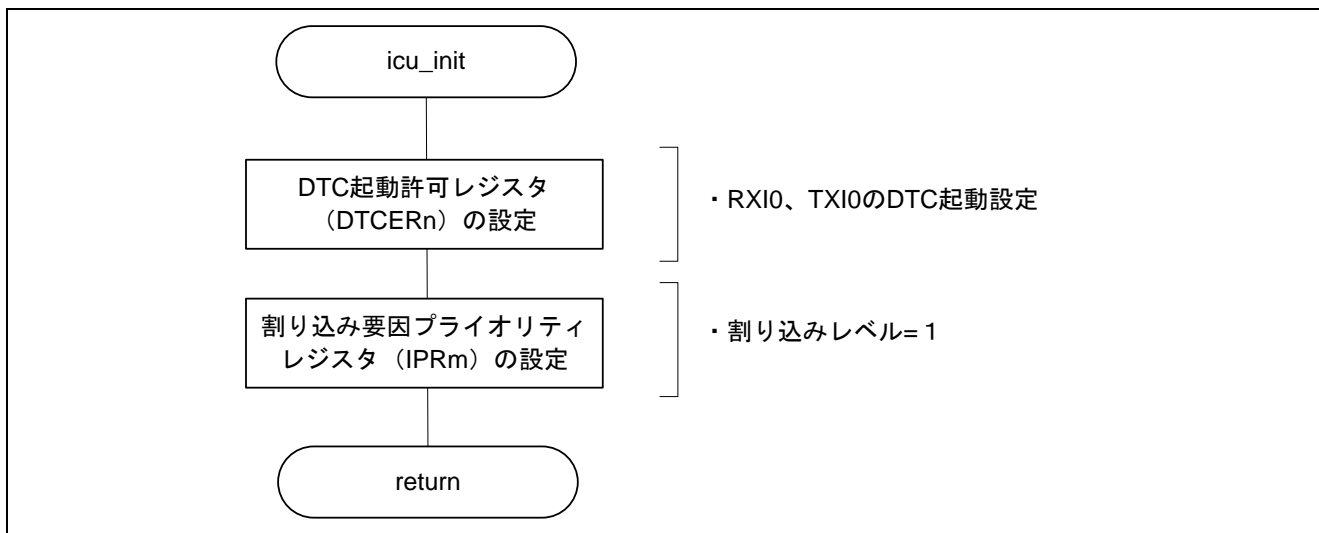 icu_init
DTC起動許可レジスタ
（DTCERn）の設定
・RXI0、TXI0のDTC起動設定
割り込み要因プライオリティ
レジスタ（IPRm）の設定
・割り込みレベル=１
return